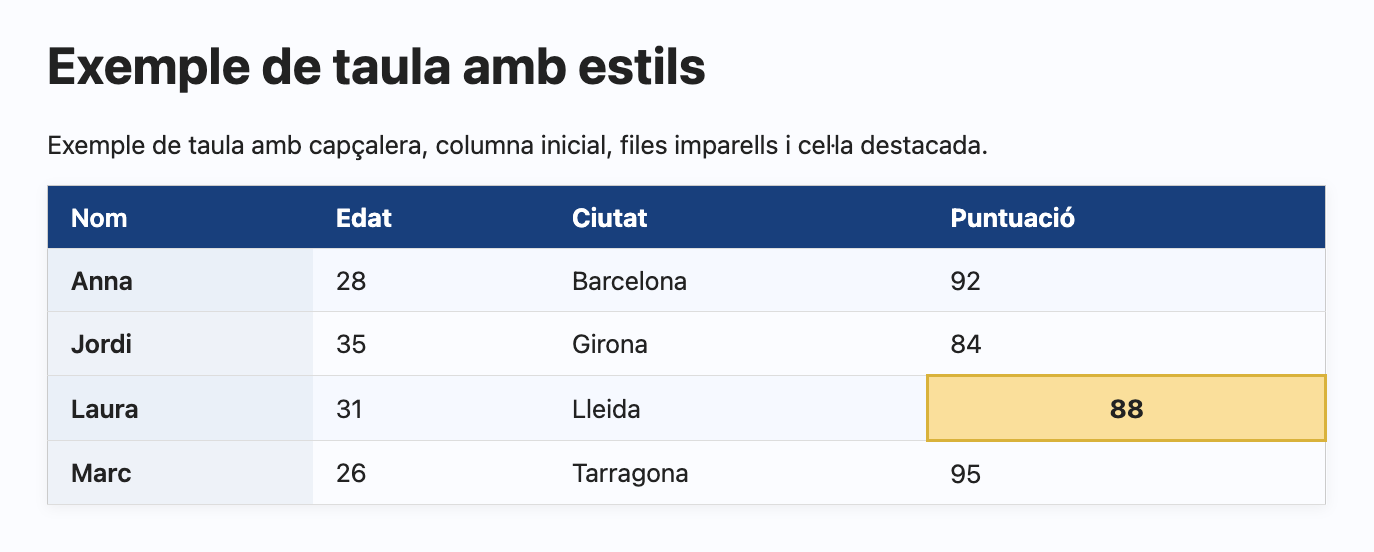 Exemple de taula amb estils
Exemple de taula amb capçalera, columna inicial, files imparells i cel·la destacada.
Nom Edat Ciutat Puntuació
Anna 28 Barcelona 92
Jordi 35 Girona 84
Laura 31 Lleida 88
Marc 26 Tarragona 95